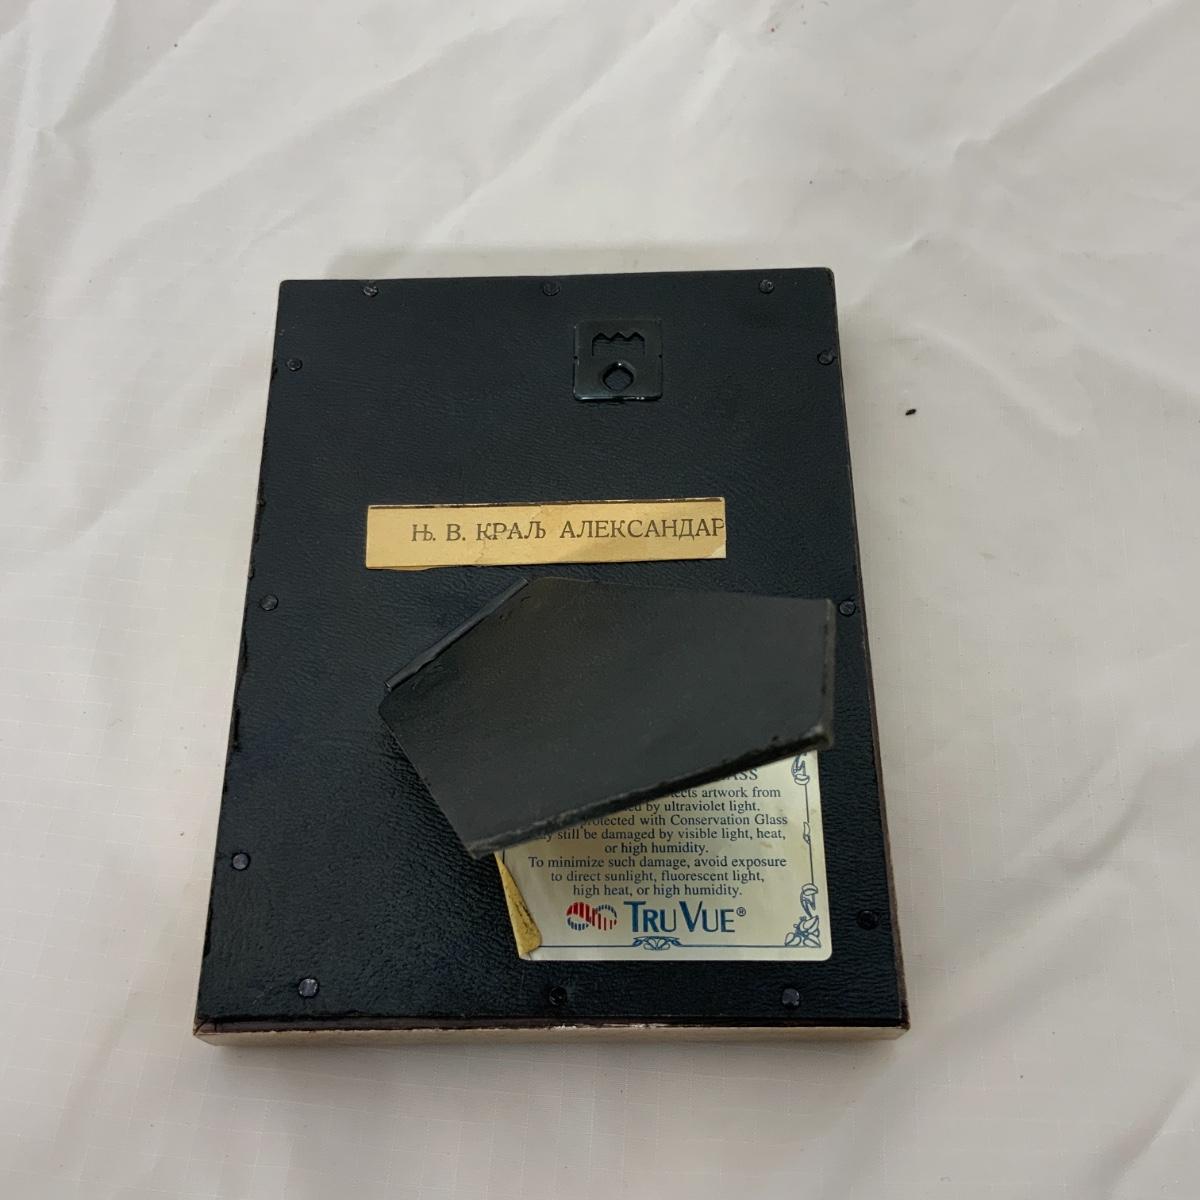 Њ. В. КРАЉ АЛЕКСАНДАР
artwork from
by ultraviolet light.
protected with Conservation Glass
still be damaged by visible light, heat,
or high humidity.
To minimize such damage, avoid exposure
to direct sunlight, fluorescent light,
high heat, or high humidity.
TRU VUE®